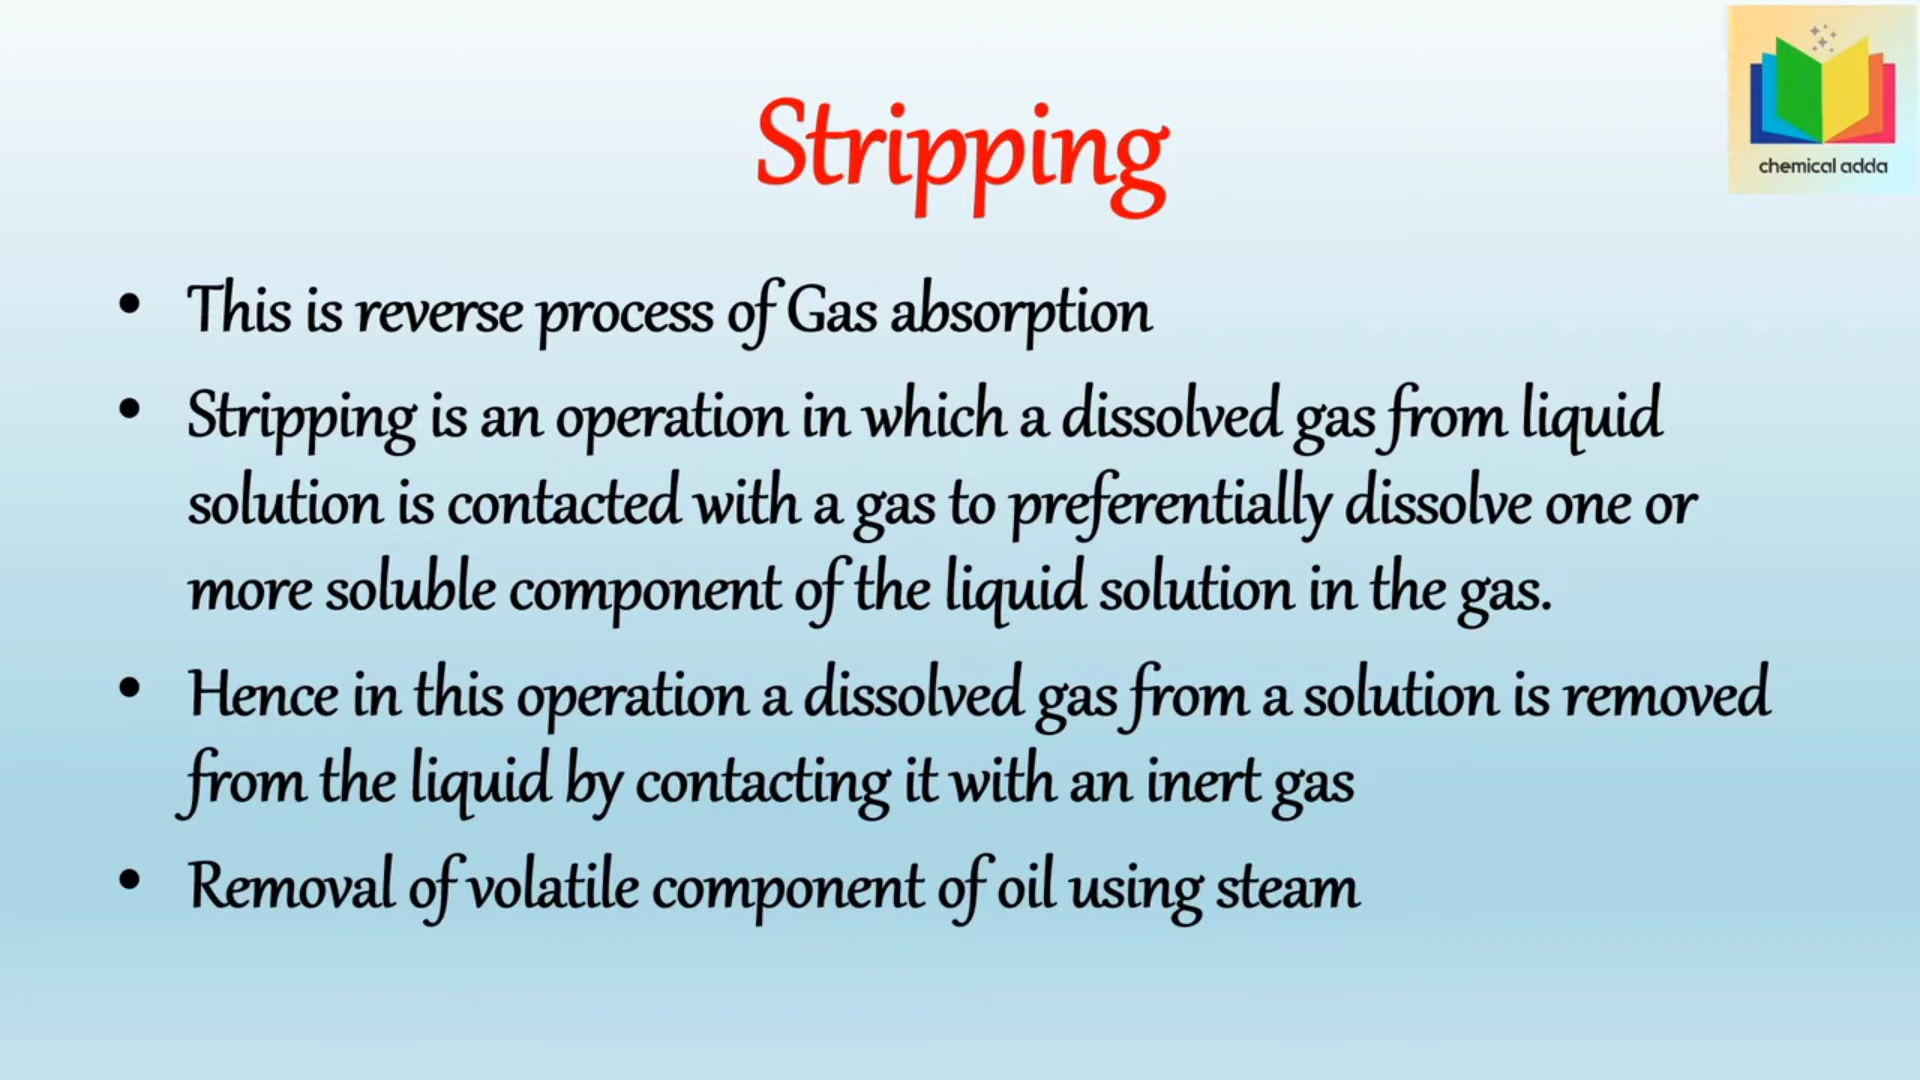 chemical adda
Stripping
• This is reverse process of Gas absorption
• Stripping is an operation in which a dissolved gas from liquid
solution is contacted with a gas to preferentially dissolve one or
more soluble component of the liquid solution in the gas.
• Hence in this operation a dissolved gas from a solution is removed
from the liquid by contacting it with an inert gas
• Removal of volatile component of oil using steam